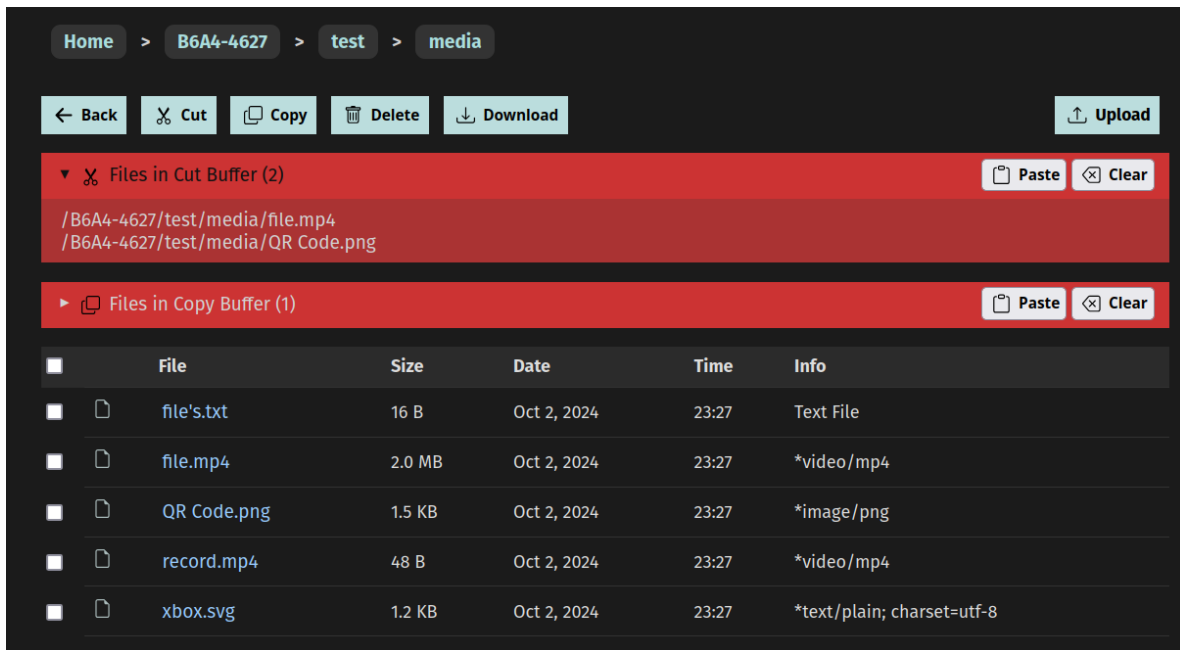 Home > B6A4-4627 > test > media
Back Cut Copy Delete Download Upload
Files in Cut Buffer (2) Paste Clear
/B6A4-4627/test/media/file.mp4
/B6A4-4627/test/media/QR Code.png
Files in Copy Buffer (1) Paste Clear
File Size Date Time Info
file's.txt 16 B Oct 2, 2024 23:27 Text File
file.mp4 2.0 MB Oct 2, 2024 23:27 *video/mp4
QR Code.png 1.5 KB Oct 2, 2024 23:27 *image/png
record.mp4 48 B Oct 2, 2024 23:27 *video/mp4
xbox.svg 1.2 KB Oct 2, 2024 23:27 *text/plain; charset=utf-8